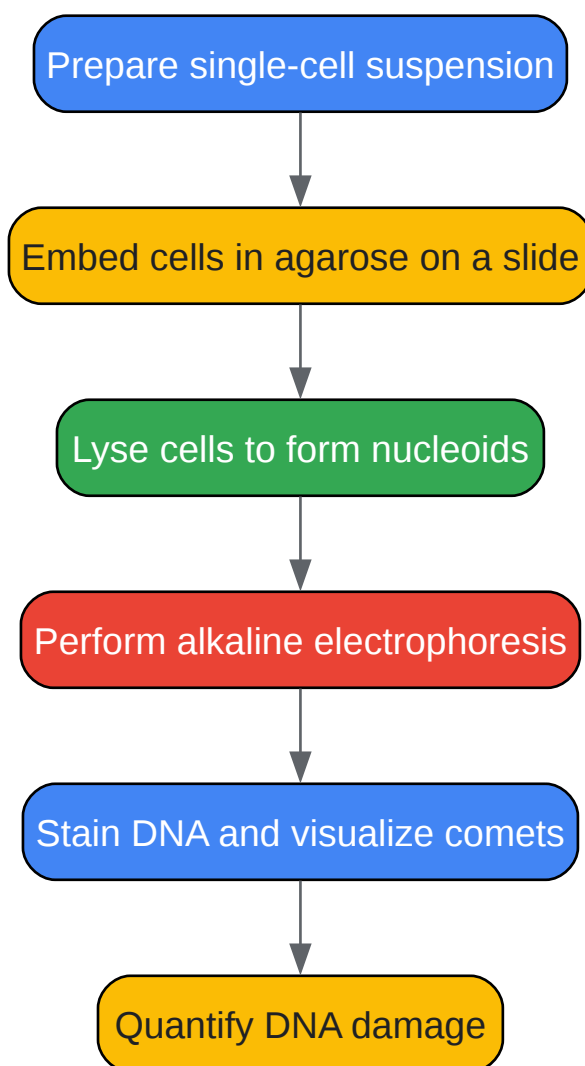 Prepare single-cell suspension
Embed cells in agarose on a slide
Lyse cells to form nucleoids
Perform alkaline electrophoresis
Stain DNA and visualize comets
Quantify DNA damage